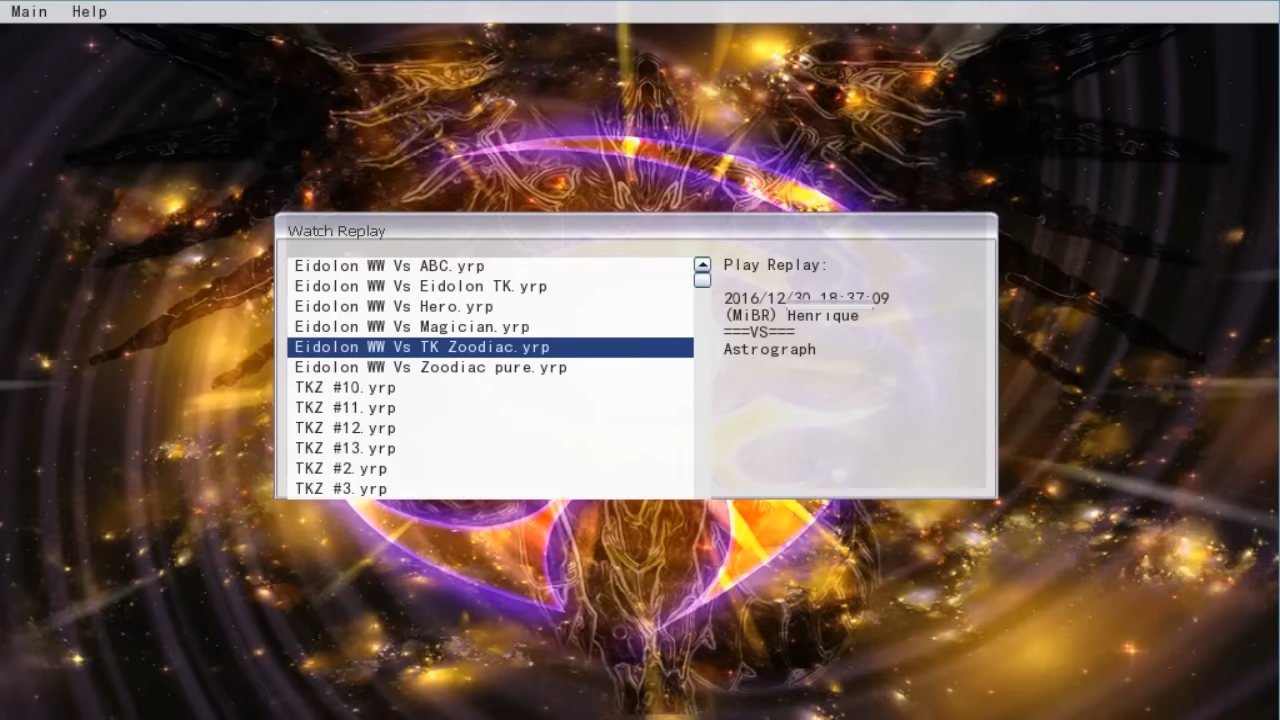 Main Help
Watch Replay
Eidolon WW Vs ABC.yrp
Eidolon WW Vs Eidolon TK.yrp
Eidolon WW Vs Hero.yrp
Eidolon WW Vs Magician.yrp
Eidolon WW Vs TK Zoodiac.yrp
Eidolon WW Vs Zoodiac pure.yrp
TKZ #10.yrp
TKZ #11.yrp
TKZ #12.yrp
TKZ #13.yrp
TKZ #2.yrp
TKZ #3.yrp
Play Replay:
2016/12/30 18:37:09
(MiBR) Henrique
===VS===
Astrograph